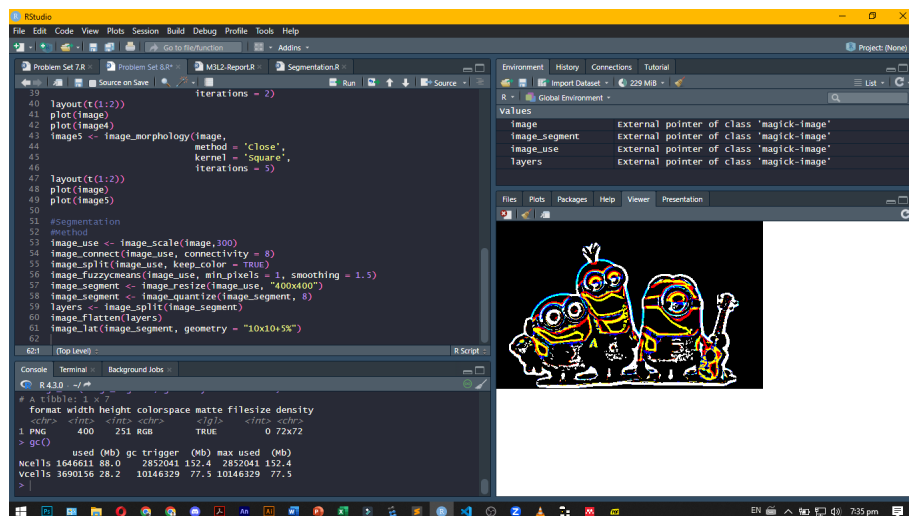 RStudio
File Edit Code View Plots Session Build Debug Profile Tools Help
Go to file/function Addins Project: (None)
Problem Set 7.R Problem Set 8.R* M3L2-Report.R Segmentation.R
Source on Save Run Source
39 iterations = 2)
40 layout(t(1:2))
41 plot(image)
42 plot(image4)
43 image5 <- image_morphology(image,
44 method = 'Close',
45 kernel = 'Square',
46 iterations = 5)
47 layout(t(1:2))
48 plot(image)
49 plot(image5)
50
51 #Segmentation
52 #Method
53 image_use <- image_scale(image,300)
54 image_connect(image_use, connectivity = 8)
55 image_split(image_use, keep_color = TRUE)
56 image_fuzzycmeans(image_use, min_pixels = 1, smoothing = 1.5)
57 image_segment <- image_resize(image_use, "400x400")
58 image_segment <- image_quantize(image_segment, 8)
59 layers <- image_split(image_segment)
60 image_flatten(layers)
61 image_lat(image_segment, geometry = "10x10+5%")
62
62:1 (Top Level) R Script
Console Terminal Background Jobs
R 4.3.0 · ~/
# A tibble: 1 x 7
format width height colorspace matte filesize density
<chr> <int> <int> <chr> <lgl> <int> <chr>
1 PNG 400 251 RGB TRUE 0 72x72
> gc()
used (Mb) gc trigger (Mb) max used (Mb)
Ncells 1646611 88.0 2852041 152.4 2852041 152.4
Vcells 3690156 28.2 10146329 77.5 10146329 77.5
>
Environment History Connections Tutorial
Import Dataset 229 MiB List
R Global Environment
Values
image External pointer of class 'magick-image'
image_segment External pointer of class 'magick-image'
image_use External pointer of class 'magick-image'
layers External pointer of class 'magick-image'
Files Plots Packages Help Viewer Presentation
EN 7:35 pm